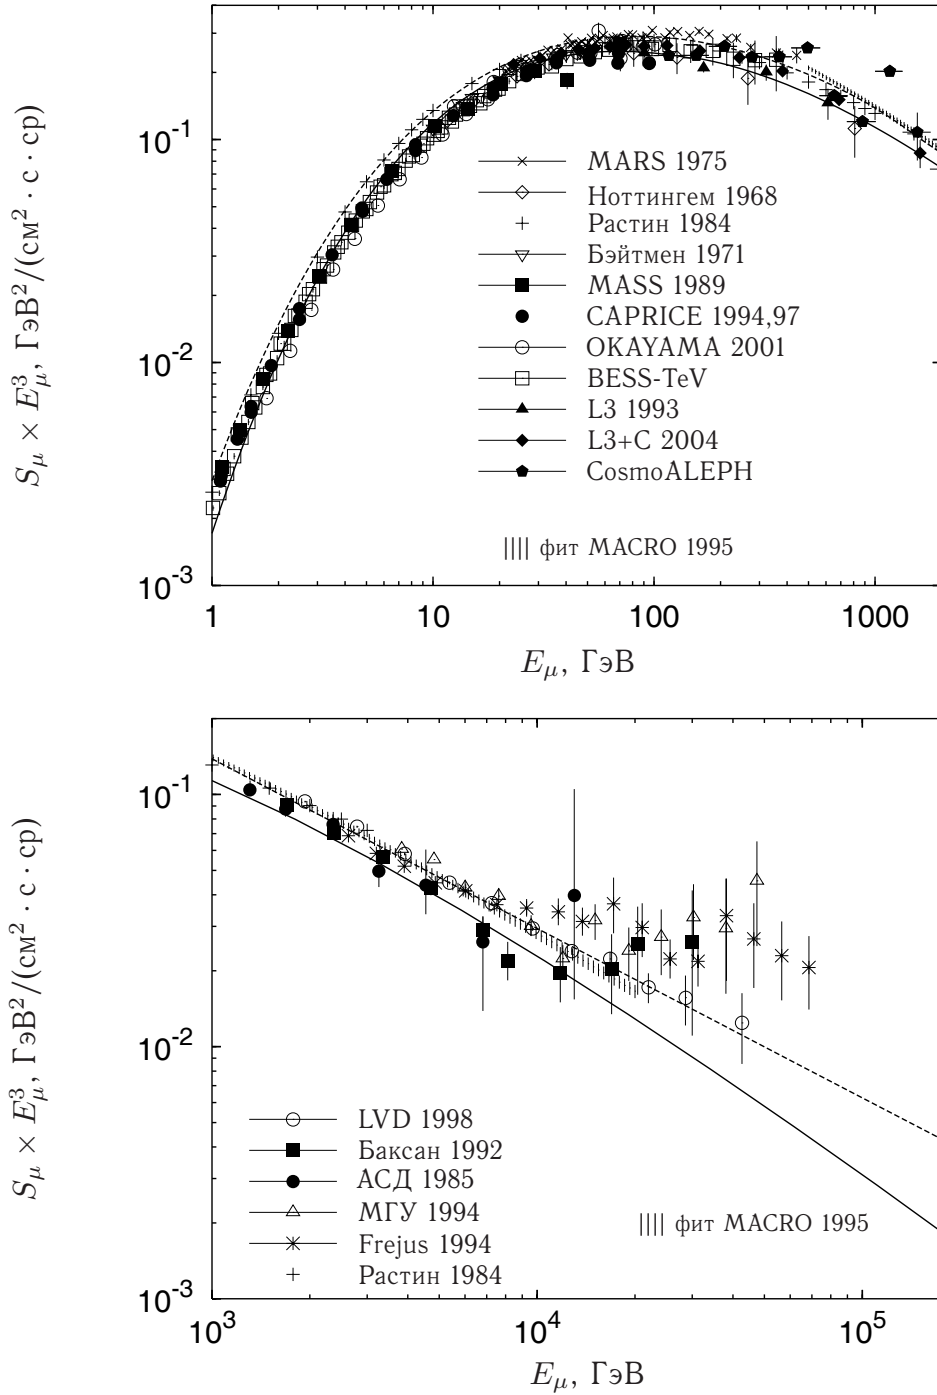 S_μ × E_μ^3, ГэВ^2/(см^2 · с · ср)
10^-1
10^-2
10^-3
MARS 1975
Ноттингем 1968
Растин 1984
Бэйтмен 1971
MASS 1989
CAPRICE 1994,97
OKAYAMA 2001
BESS-TeV
L3 1993
L3+C 2004
CosmoALEPH
|||| фит MACRO 1995
1 10 100 1000
E_μ, ГэВ
S_μ × E_μ^3, ГэВ^2/(см^2 · с · ср)
10^-1
10^-2
10^-3
LVD 1998
Баксан 1992
АСД 1985
МГУ 1994
Frejus 1994
Растин 1984
|||| фит MACRO 1995
10^3 10^4 10^5
E_μ, ГэВ